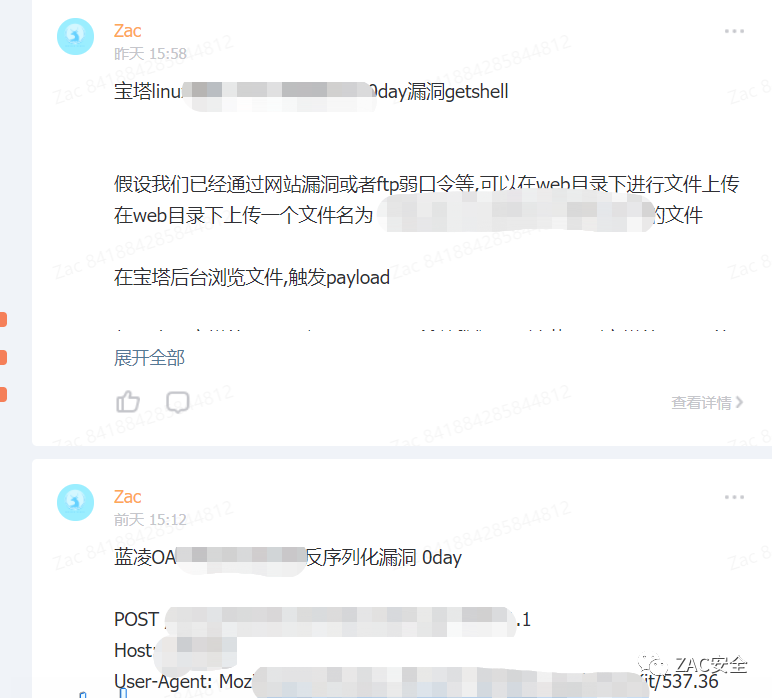 Zac
昨天 15:58
宝塔linu 0day漏洞getshell
假设我们已经通过网站漏洞或者ftp弱口令等,可以在web目录下进行文件上传
在web目录下上传一个文件名为 的文件
在宝塔后台浏览文件,触发payload
展开全部
查看详情
Zac
前天 15:12
蓝凌OA 反序列化漏洞 0day
POST .1
Host:
User-Agent: Moz it/537.36
ZAC安全
Zac 841884285844812